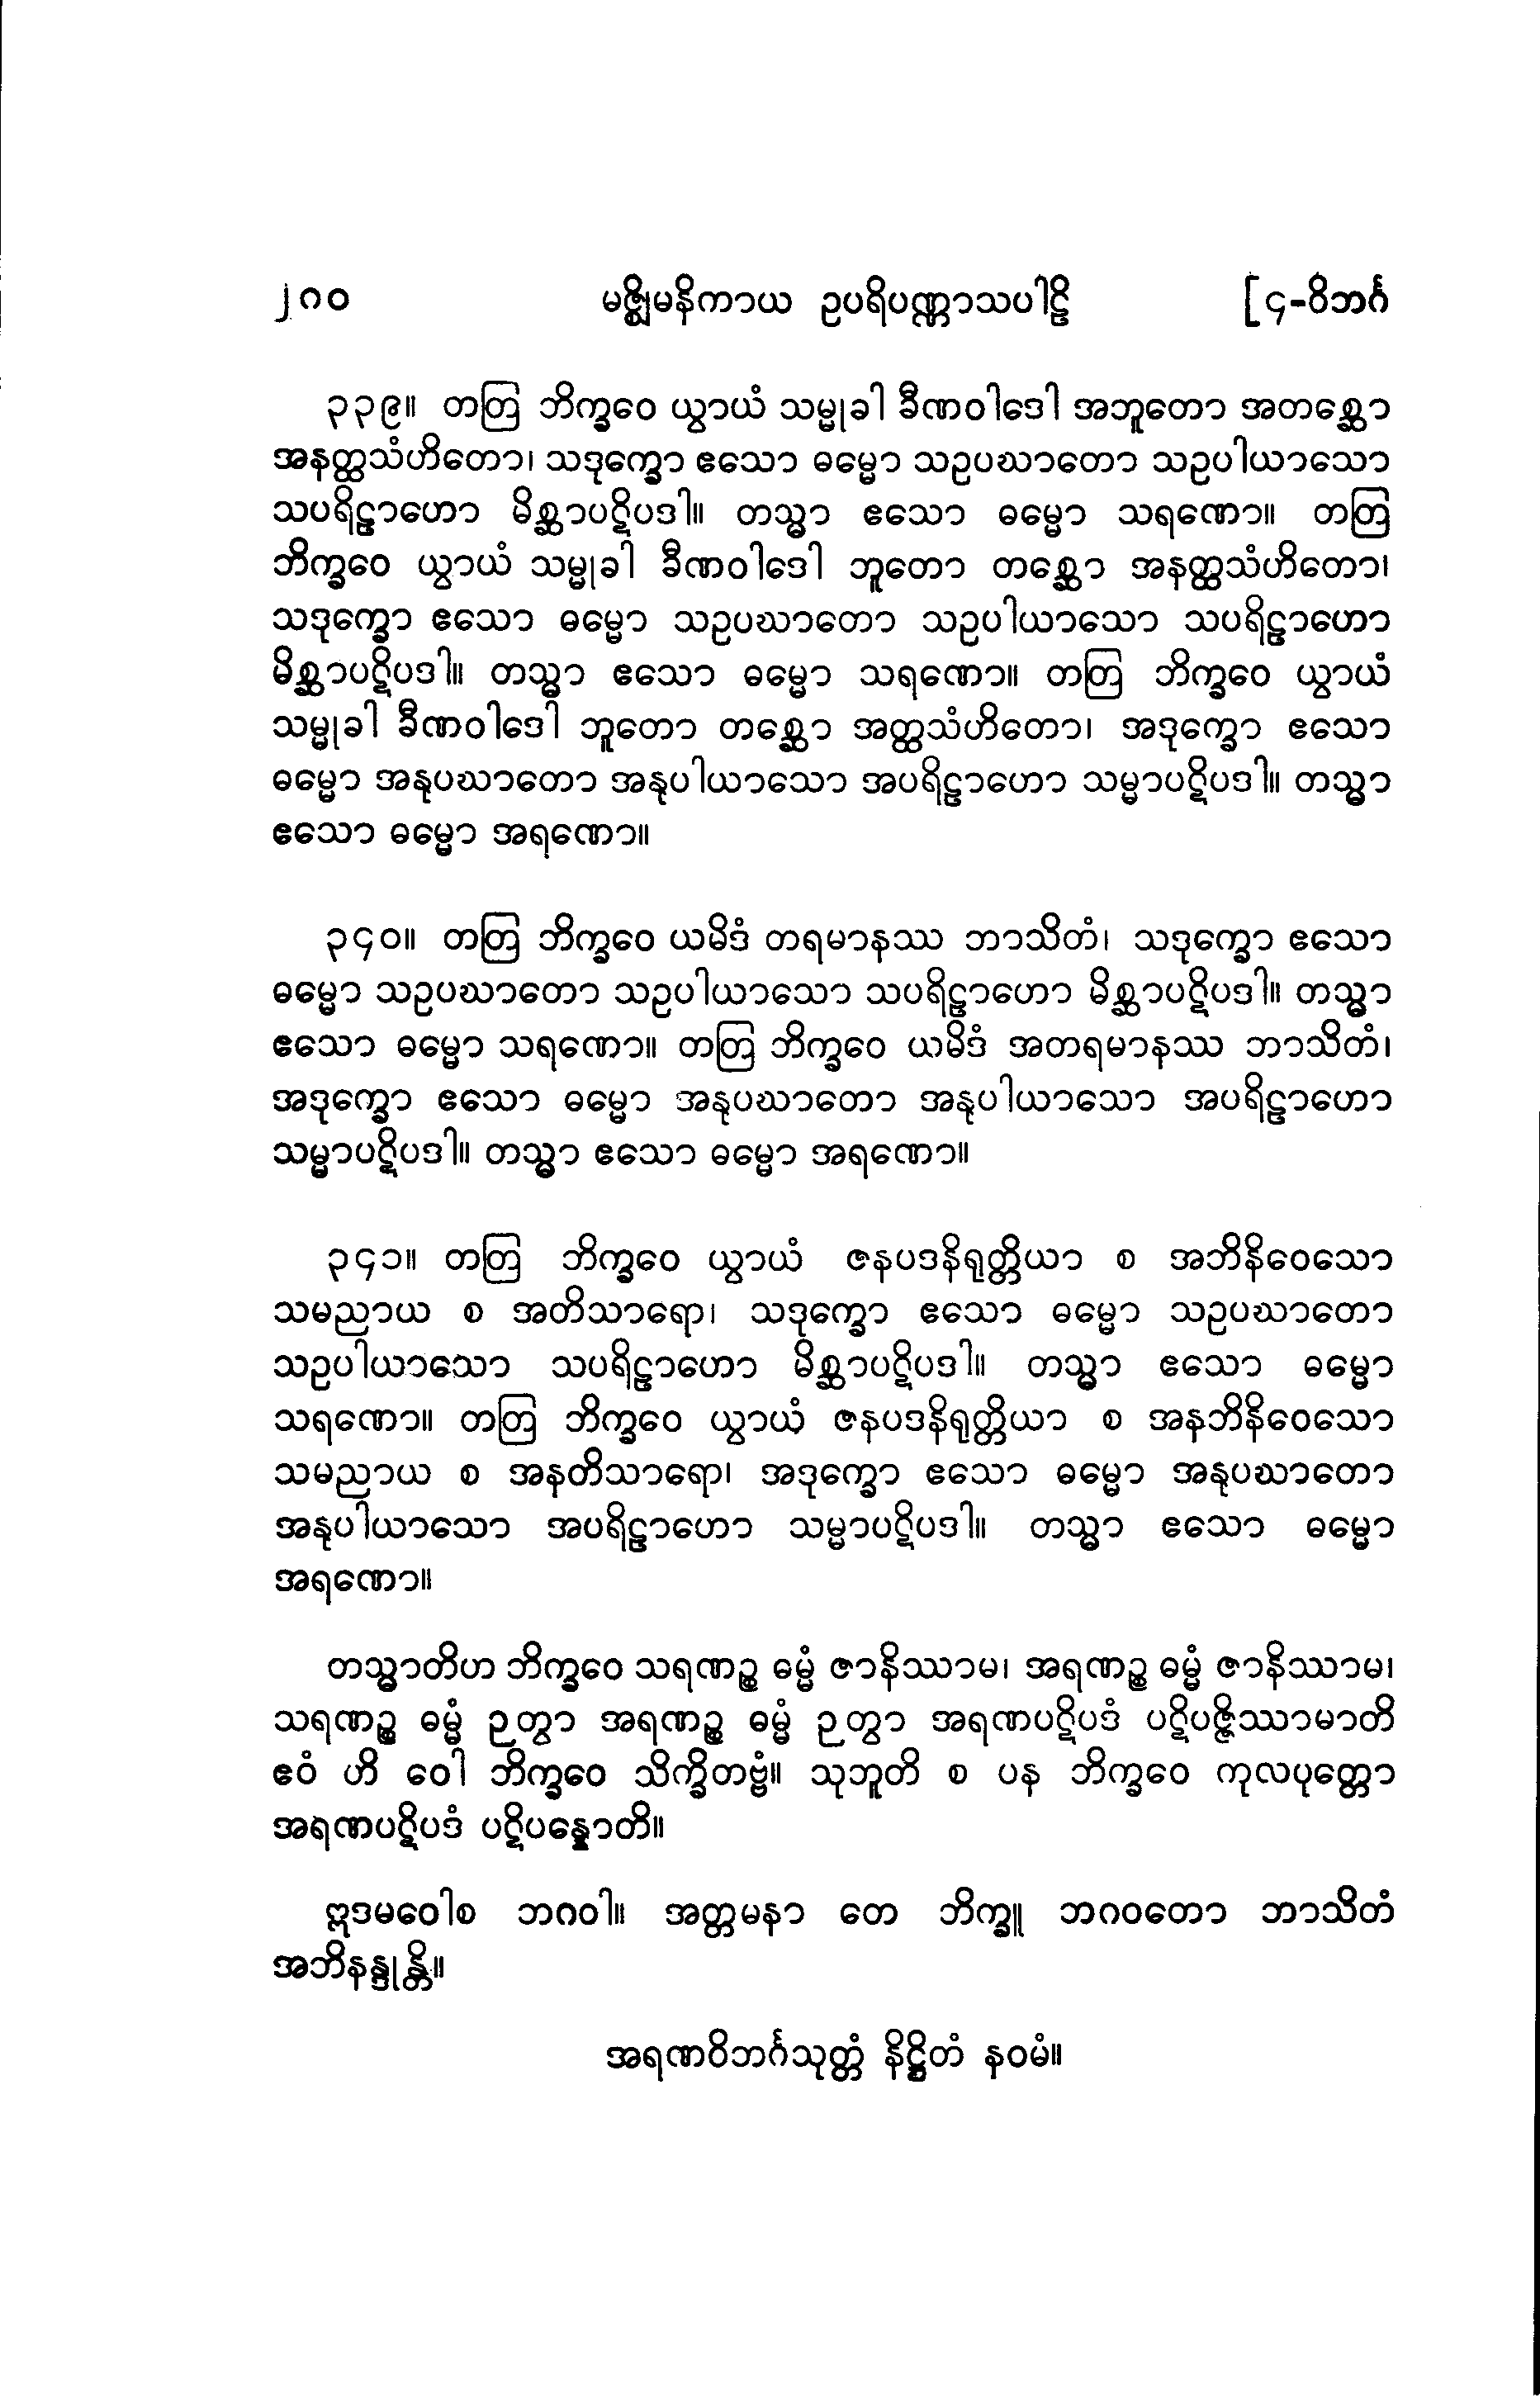 ၂၈၀ မဇ္ဈိမနိကာယ ဥပရိပဏ္ဏာသပါဠိ [၄-ဝိဘင်္ဂ
၃၃၉။ တတြ ဘိက္ခဝေ ယွာယံ သမ္မုခါ ခီဏဝါဒေါ အဘူတော အတစ္ဆော
အနတ္ထသံဟိတော၊ သဒုက္ခော ဧသော ဓမ္မော သဥပဃာတော သဥပါယာသော
သပရိဠာဟော မိစ္ဆာပဋိပဒါ။ တသ္မာ ဧသော ဓမ္မော သရဏော။ တတြ
ဘိက္ခဝေ ယွာယံ သမ္မုခါ ခီဏဝါဒေါ ဘူတော တစ္ဆော အနတ္ထသံဟိတော၊
သဒုက္ခော ဧသော ဓမ္မော သဥပဃာတော သဥပါယာသော သပရိဠာဟော
မိစ္ဆာပဋိပဒါ။ တသ္မာ ဧသော ဓမ္မော သရဏော။ တတြ ဘိက္ခဝေ ယွာယံ
သမ္မုခါ ခီဏဝါဒေါ ဘူတော တစ္ဆော အတ္ထသံဟိတော၊ အဒုက္ခော ဧသော
ဓမ္မော အနုပဃာတော အနုပါယာသော အပရိဠာဟော သမ္မာပဋိပဒါ။ တသ္မာ
ဧသော ဓမ္မော အရဏော။
၃၄၀။ တတြ ဘိက္ခဝေ ယမိဒံ တရမာနဿ ဘာသိတံ၊ သဒုက္ခော ဧသော
ဓမ္မော သဥပဃာတော သဥပါယာသော သပရိဠာဟော မိစ္ဆာပဋိပဒါ။ တသ္မာ
ဧသော ဓမ္မော သရဏော။ တတြ ဘိက္ခဝေ ယမိဒံ အတရမာနဿ ဘာသိတံ၊
အဒုက္ခော ဧသော ဓမ္မော အနုပဃာတော အနုပါယာသော အပရိဠာဟော
သမ္မာပဋိပဒါ။ တသ္မာ ဧသော ဓမ္မော အရဏော။
၃၄၁။ တတြ ဘိက္ခဝေ ယွာယံ ဇနပဒနိရုတ္တိယာ စ အဘိနိဝေသော
သမညာယ စ အတိသာရော၊ သဒုက္ခော ဧသော ဓမ္မော သဥပဃာတော
သဥပါယာသော သပရိဠာဟော မိစ္ဆာပဋိပဒါ။ တသ္မာ ဧသော ဓမ္မော
သရဏော။ တတြ ဘိက္ခဝေ ယွာယံ ဇနပဒနိရုတ္တိယာ စ အနဘိနိဝေသော
သမညာယ စ အနတိသာရော၊ အဒုက္ခော ဧသော ဓမ္မော အနုပဃာတော
အနုပါယာသော အပရိဠာဟော သမ္မာပဋိပဒါ။ တသ္မာ ဧသော ဓမ္မော
အရဏော။
တသ္မာတိဟ ဘိက္ခဝေ သရဏဉ္စ ဓမ္မံ ဇာနိဿာမ၊ အရဏဉ္စ ဓမ္မံ ဇာနိဿာမ၊
သရဏဉ္စ ဓမ္မံ ဉတွာ အရဏဉ္စ ဓမ္မံ ဉတွာ အရဏပဋိပဒံ ပဋိပဇ္ဇိဿာမာတိ
ဧဝံ ဟိ ဝေါ ဘိက္ခဝေ သိက္ခိတဗ္ဗံ။ သုဘူတိ စ ပန ဘိက္ခဝေ ကုလပုတ္တော
အရဏပဋိပဒံ ပဋိပန္နောတိ။
ဣဒမဝေါစ ဘဂဝါ။ အတ္တမနာ တေ ဘိက္ခူ ဘဂဝတော ဘာသိတံ
အဘိနန္ဒုန္တိ။
အရဏဝိဘင်္ဂသုတ္တံ နိဋ္ဌိတံ နဝမံ။